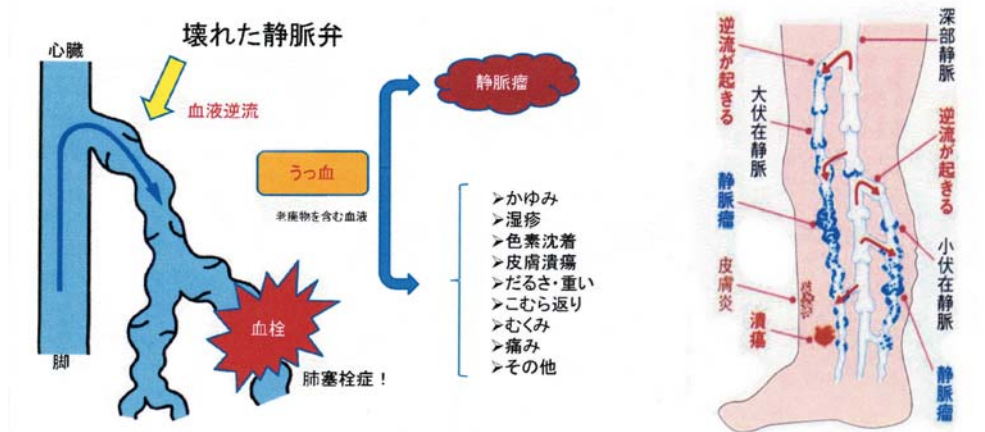 心臓
壊れた静脈弁
血液逆流
脚
血栓
肺塞栓症！
うっ血
老廃物を含む血液
静脈瘤
➢かゆみ
➢湿疹
➢色素沈着
➢皮膚潰瘍
➢だるさ・重い
➢こむら返り
➢むくみ
➢痛み
➢その他
逆流が起きる
大伏在静脈
静脈瘤
皮膚炎
潰瘍
深部静脈
逆流が起きる
小伏在静脈
静脈瘤